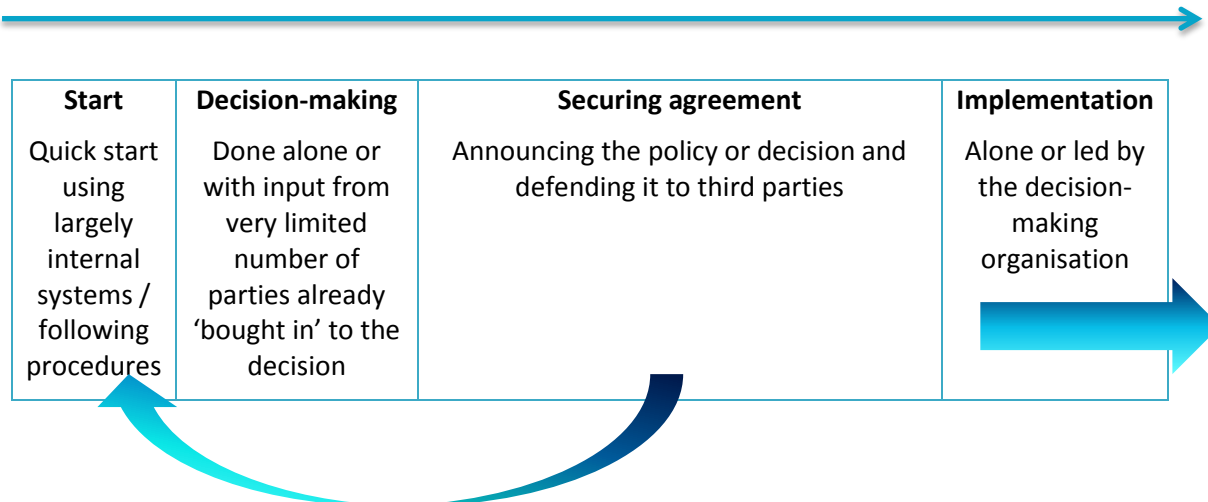 Start
Quick start
using
largely
internal
systems /
following
procedures
Decision-making
Done alone or
with input from
very limited
number of
parties already
‘bought in’ to the
decision
Securing agreement
Announcing the policy or decision and
defending it to third parties
Implementation
Alone or led by
the decision-
making
organisation